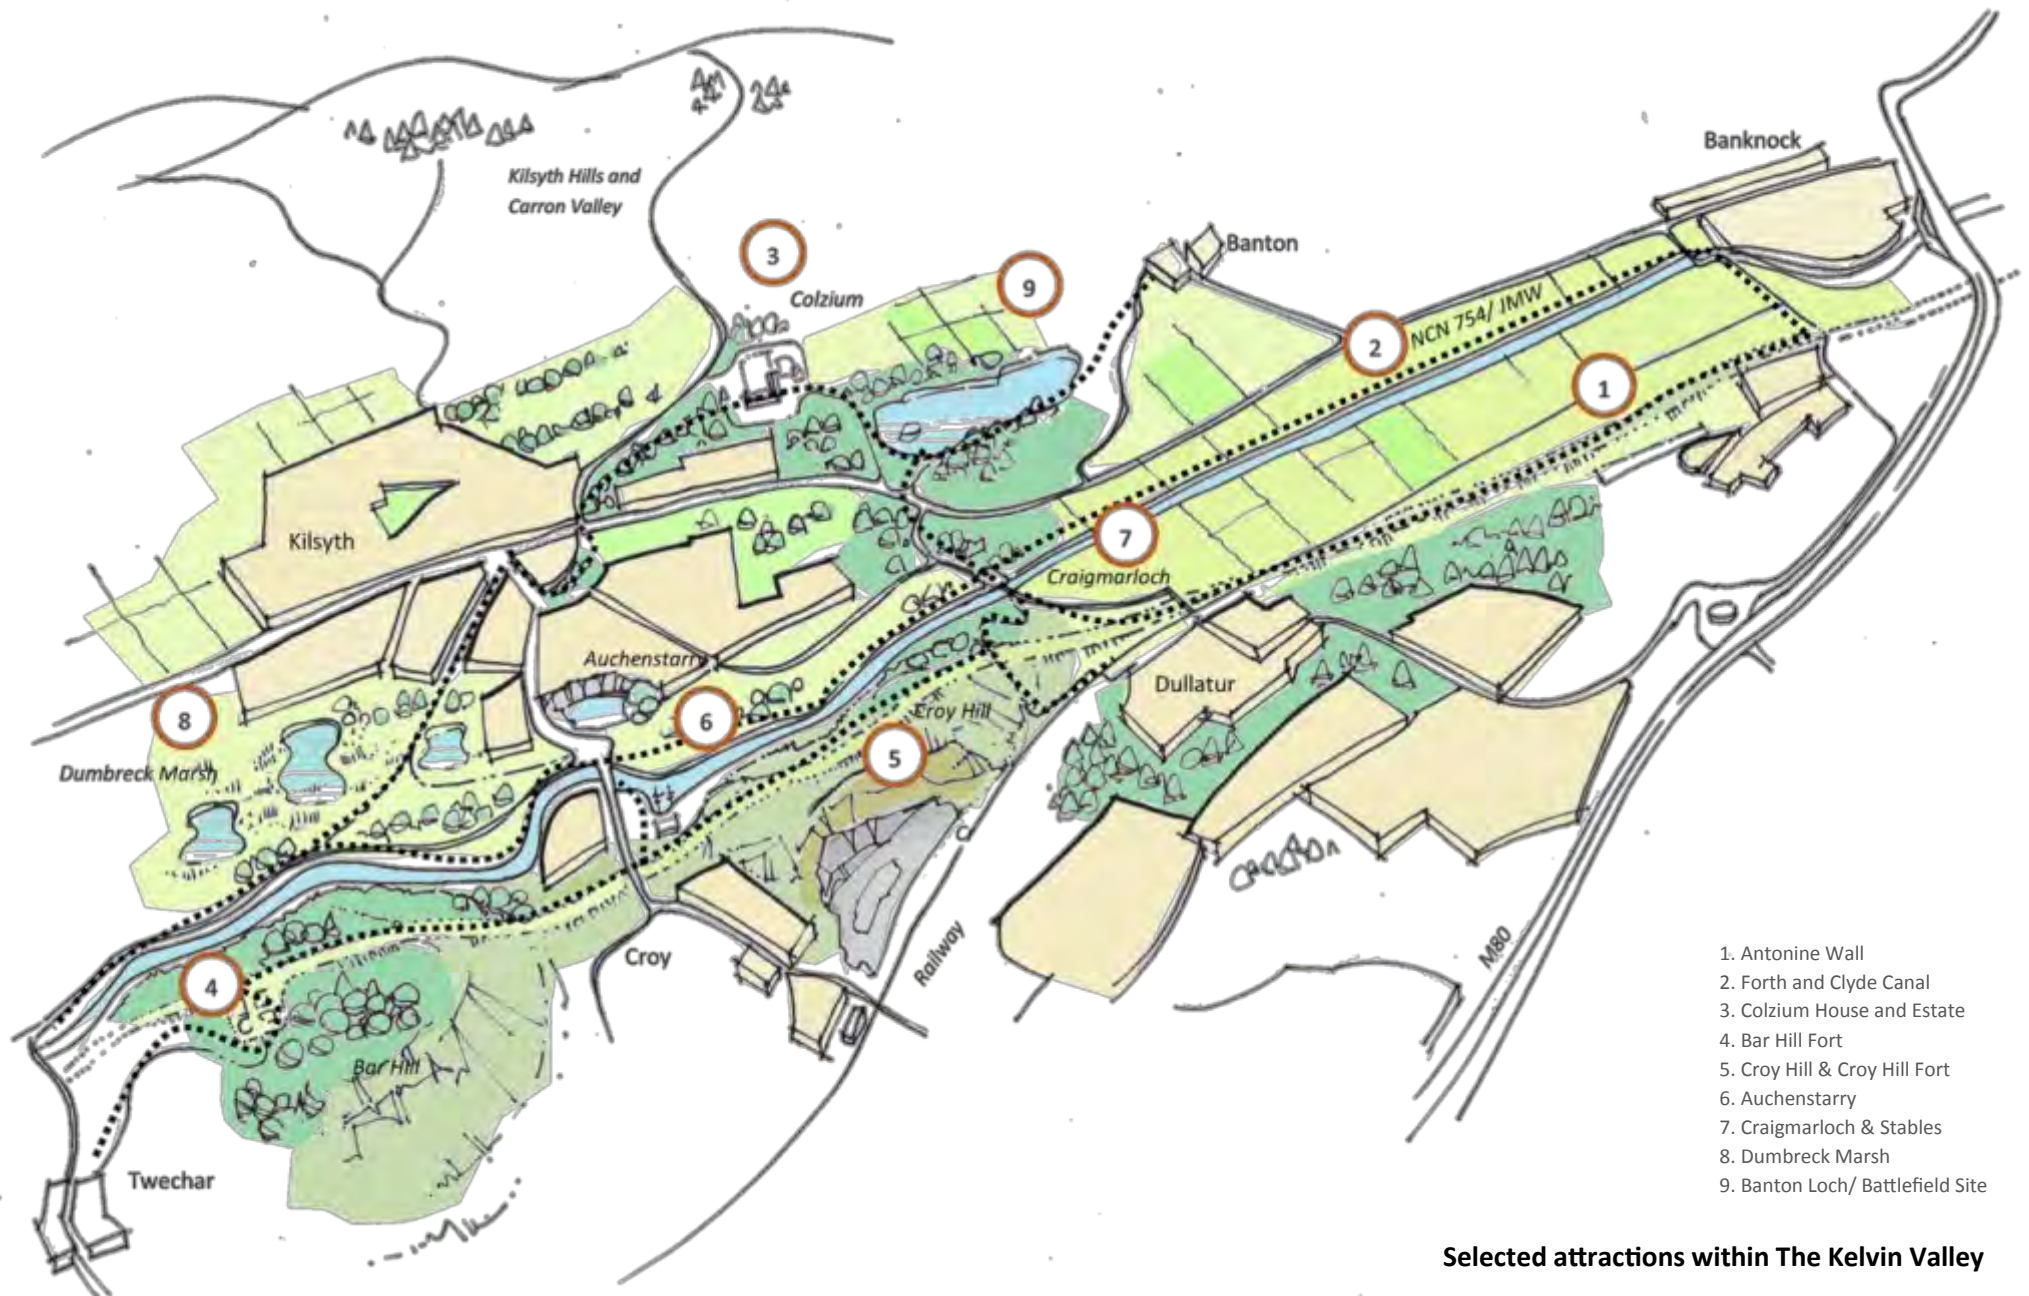 Banknock
Kilsyth Hills and
Carron Valley
Banton
3
Colzium
9
2
NCN 754/ JMW
1
Kilsyth
7
Craigmarloch
Auchenstarry
Dullatur
8
6
Croy Hill
5
Dumbreck Marsh
Croy
Railway
M80
4
Bar Hill
Twechar
1. Antonine Wall
2. Forth and Clyde Canal
3. Colzium House and Estate
4. Bar Hill Fort
5. Croy Hill & Croy Hill Fort
6. Auchenstarry
7. Craigmarloch & Stables
8. Dumbreck Marsh
9. Banton Loch/ Battlefield Site
Selected attractions within The Kelvin Valley